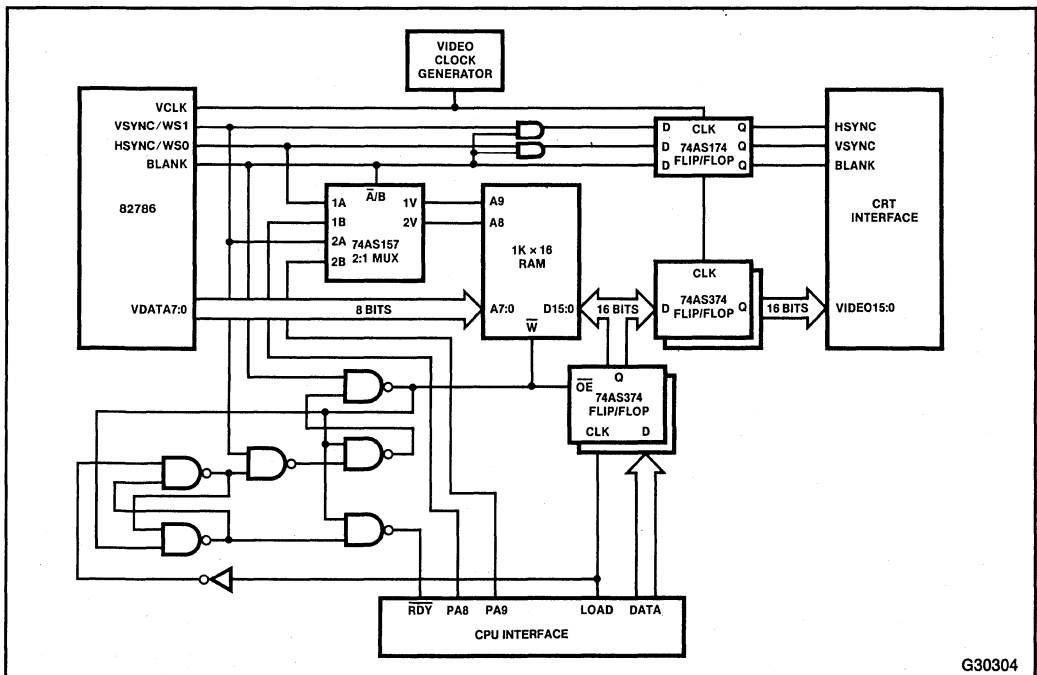 VIDEO
CLOCK
GENERATOR
VCLK
VSYNC/WS1
HSYNC/WS0
BLANK
82786
VDATA7:0
D CLK Q
D 74AS174 Q
FLIP/FLOP
D Q
HSYNC
VSYNC
BLANK
CRT
INTERFACE
VIDEO15:0
A̅/B
1A 1V
1B 2V
2A 74AS157
2B 2:1 MUX
A9
A8
1K × 16
RAM
A7:0 D15:0
W̅
8 BITS
16 BITS
CLK
74AS374
D Q
FLIP/FLOP
16 BITS
Q
O̅E̅
74AS374
FLIP/FLOP
CLK D
R̅D̅Y̅ PA8 PA9 LOAD DATA
CPU INTERFACE
G30304